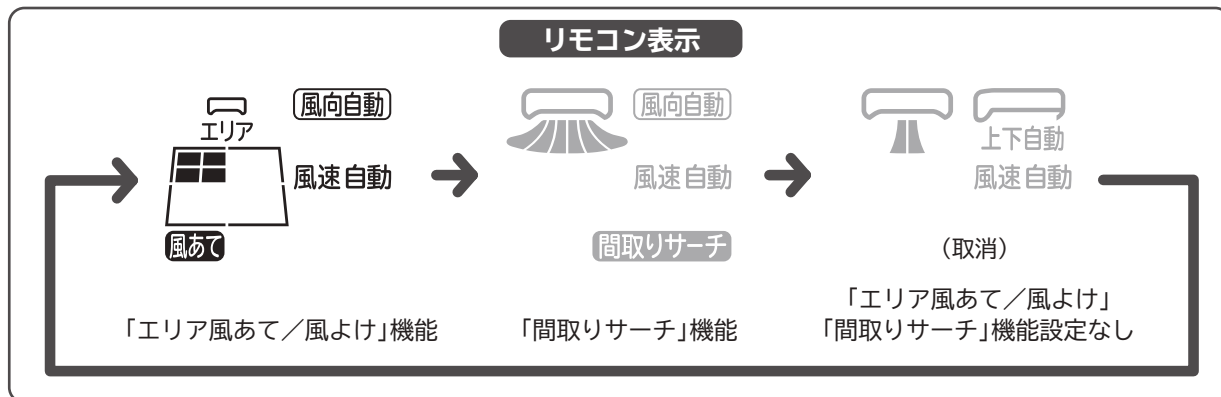 リモコン表示
エリア
風向自動
風速自動
風あて
「エリア風あて／風よけ」機能
風向自動
風速自動
間取りサーチ
「間取りサーチ」機能
上下自動
風速自動
（取消）
「エリア風あて／風よけ」
「間取りサーチ」機能設定なし